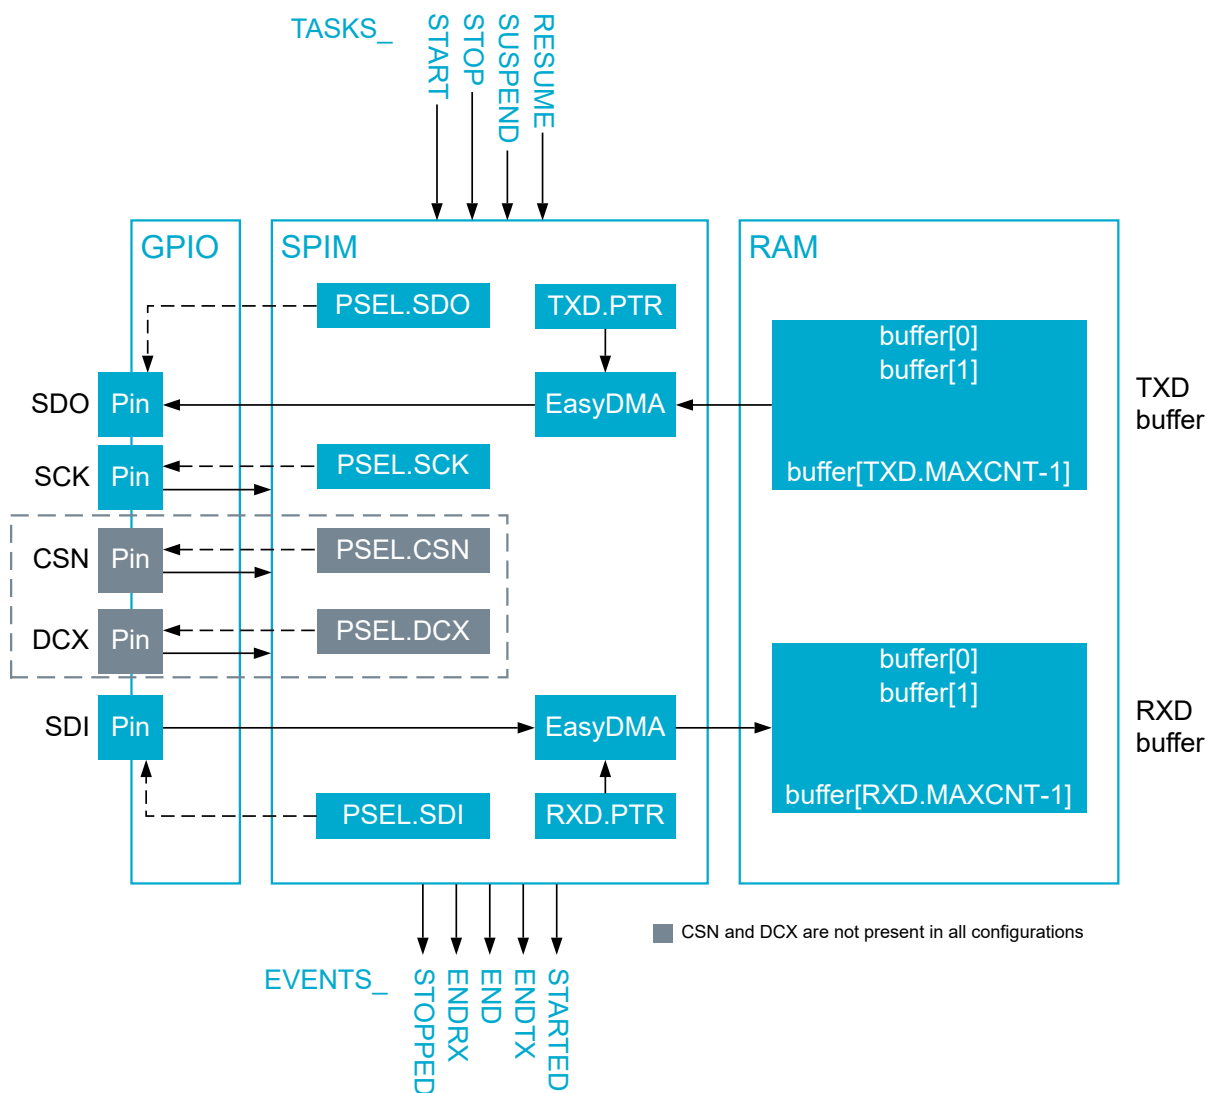 TASKS_
START
STOP
SUSPEND
RESUME
GPIO
SPIM
RAM
PSEL.SDO
TXD.PTR
buffer[0]
buffer[1]
buffer[TXD.MAXCNT-1]
TXD
buffer
SDO
Pin
EasyDMA
SCK
Pin
PSEL.SCK
CSN
Pin
PSEL.CSN
DCX
Pin
PSEL.DCX
SDI
Pin
EasyDMA
buffer[0]
buffer[1]
buffer[RXD.MAXCNT-1]
RXD
buffer
PSEL.SDI
RXD.PTR
CSN and DCX are not present in all configurations
EVENTS_
STOPPED
ENDRX
END
ENDTX
STARTED